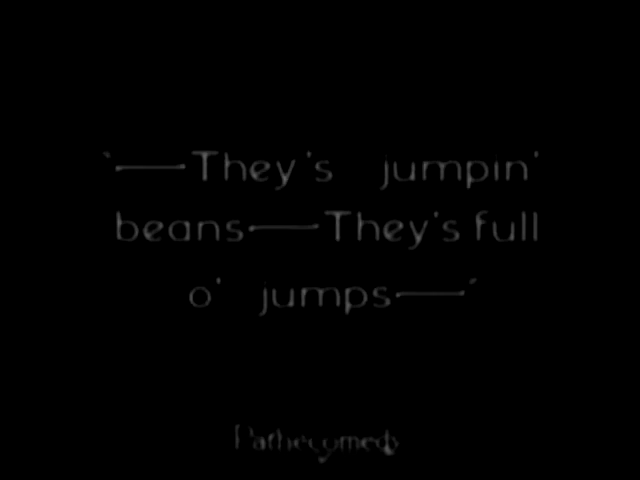 ‘—They's jumpin'
beans—They's full
o' jumps—’
Pathecomedy